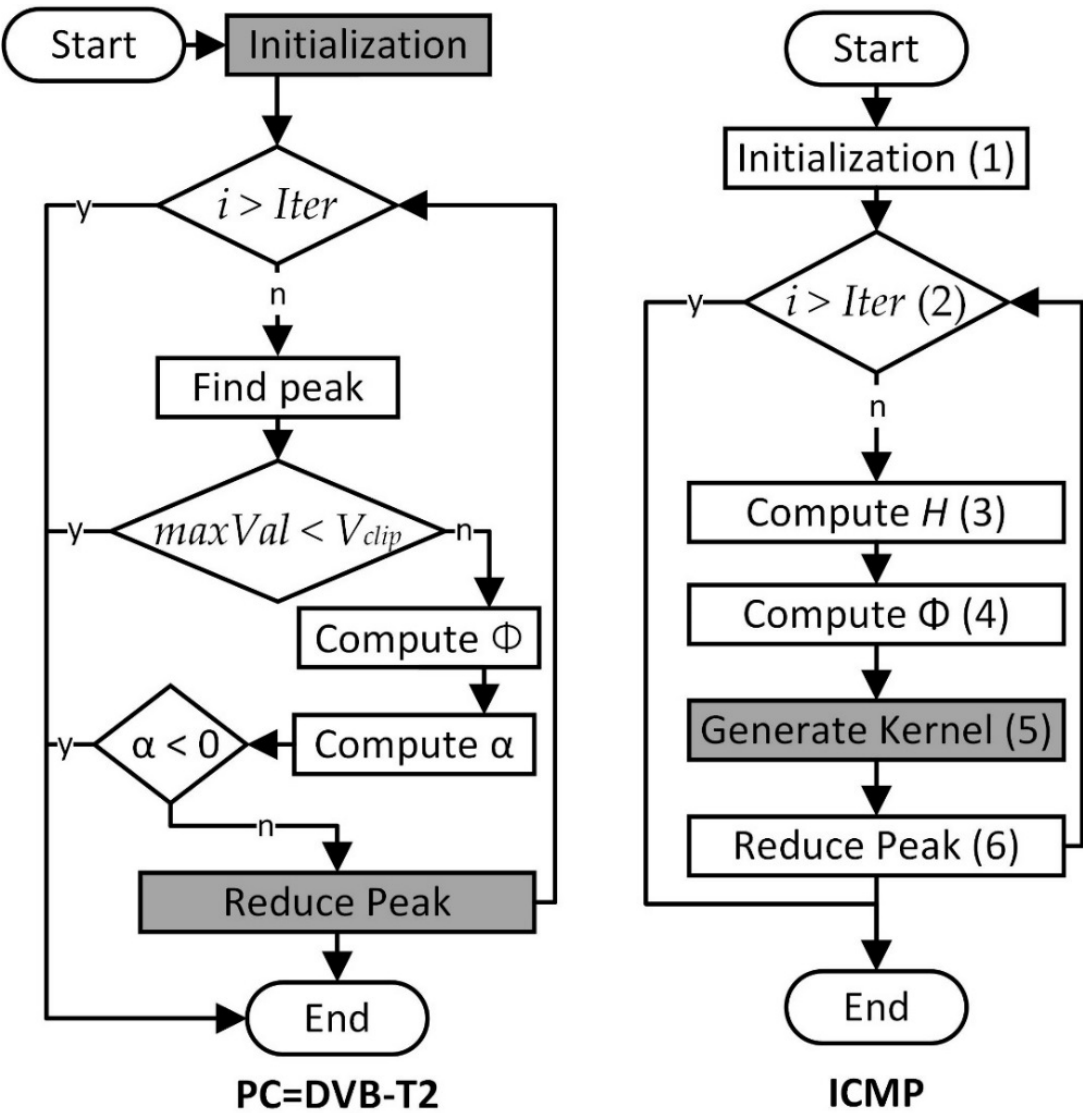 Start
Initialization
i > Iter
y
n
Find peak
maxVal < Vclip
y
n
Compute Φ
Compute α
α < 0
y
n
Reduce Peak
End
PC=DVB-T2
Start
Initialization (1)
i > Iter (2)
y
n
Compute H (3)
Compute Φ (4)
Generate Kernel (5)
Reduce Peak (6)
End
ICMP